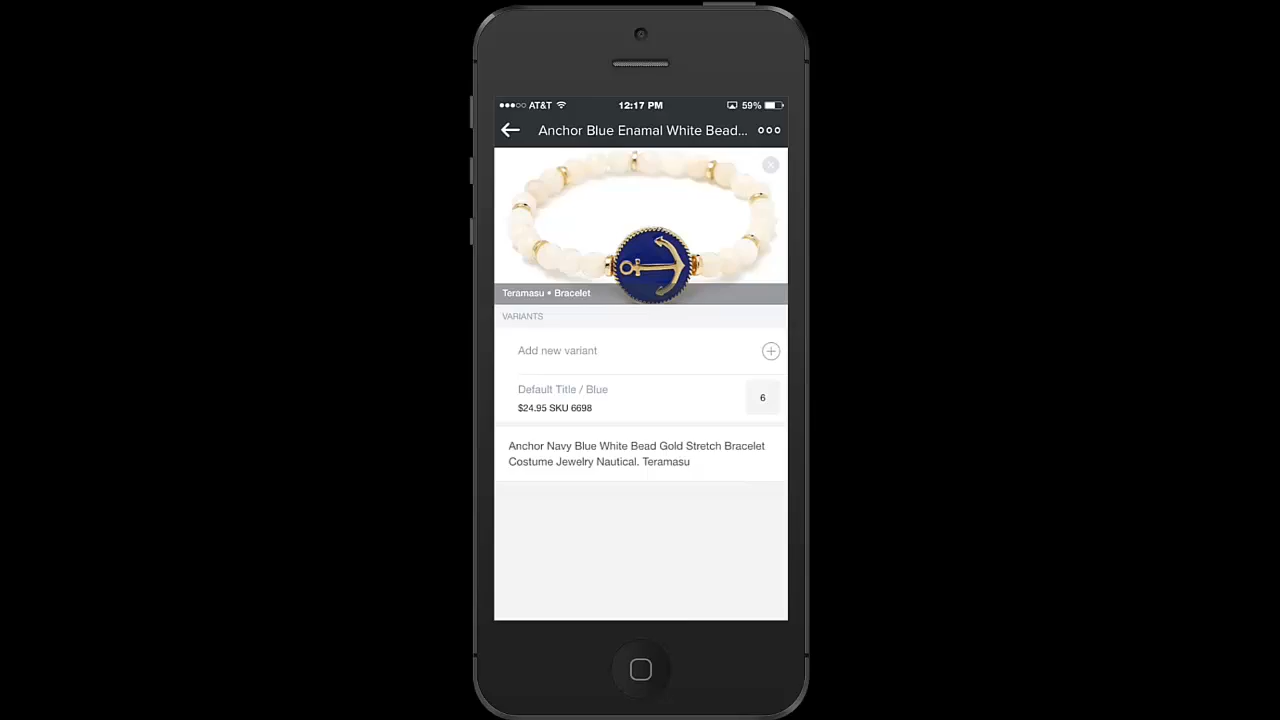 AT&T 12:17 PM 59%
Anchor Blue Enamal White Bead... ooo
Teramasu • Bracelet
VARIANTS
Add new variant
Default Title / Blue
$24.95 SKU 6698
6
Anchor Navy Blue White Bead Gold Stretch Bracelet
Costume Jewelry Nautical. Teramasu